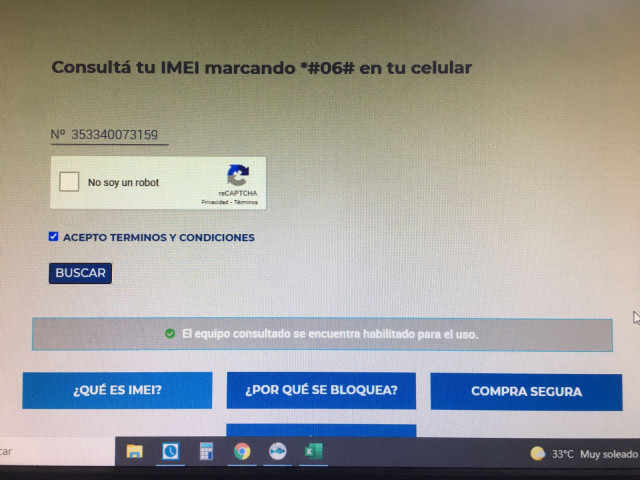 Consultá tu IMEI marcando *#06# en tu celular
Nº 353340073159
No soy un robot
reCAPTCHA
Privacidad - Términos
ACEPTO TERMINOS Y CONDICIONES
BUSCAR
El equipo consultado se encuentra habilitado para el uso.
¿QUÉ ES IMEI?
¿POR QUÉ SE BLOQUEA?
COMPRA SEGURA
car
33°C Muy soleado